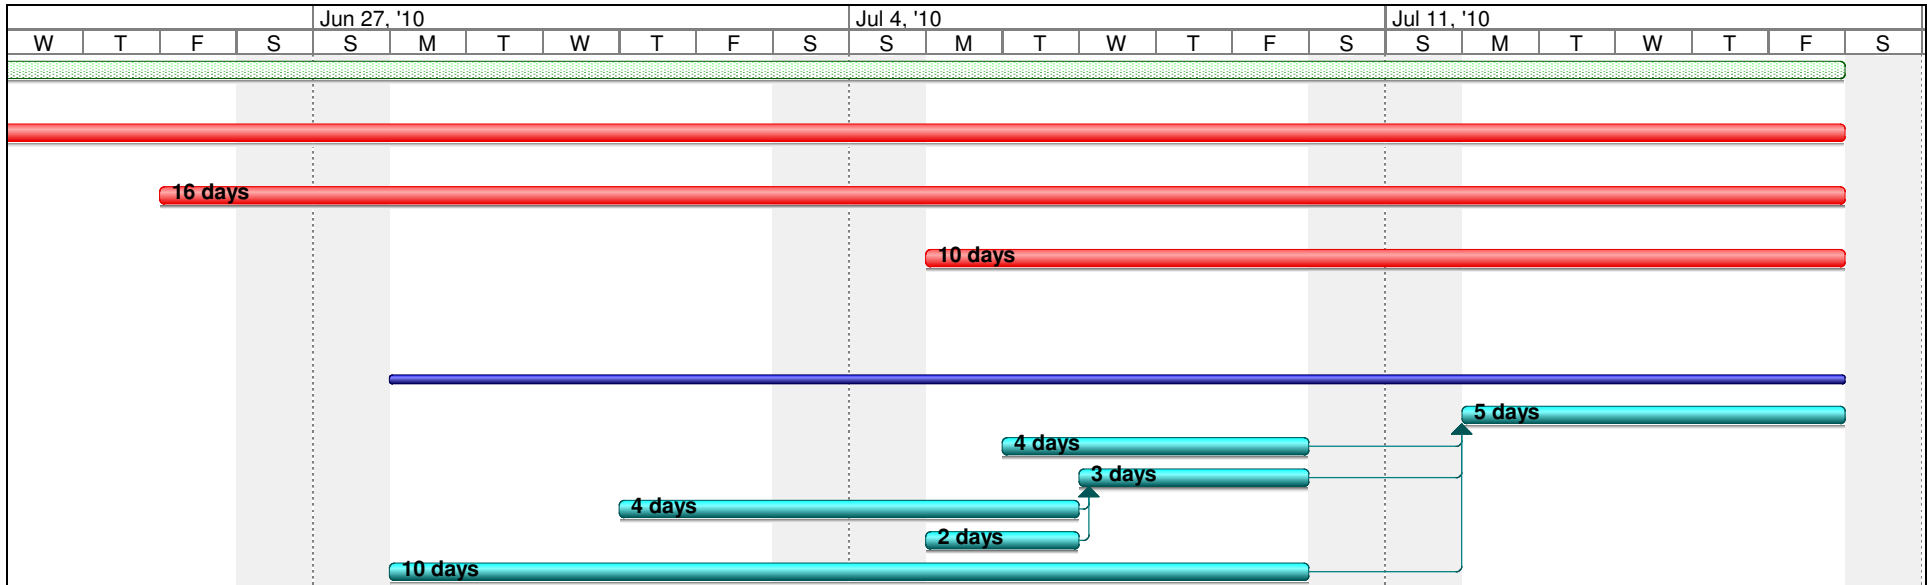 Jun 27, '10 Jul 4, '10 Jul 11, '10
W T F S S M T W T F S S M T W T F S S M T W T F S
16 days
10 days
5 days
4 days
3 days
4 days
2 days
10 days